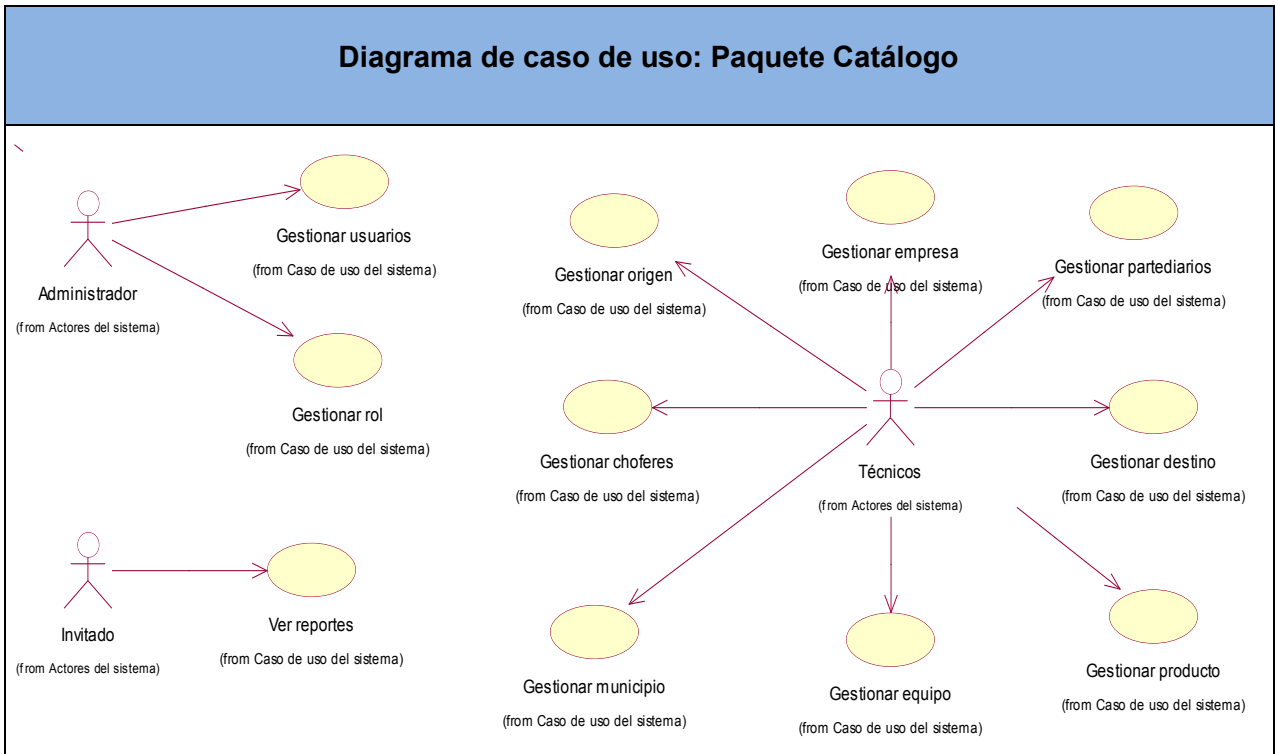 Diagrama de caso de uso: Paquete Catálogo
Administrador
(from Actores del sistema)
Gestionar usuarios
(from Caso de uso del sistema)
Gestionar rol
(from Caso de uso del sistema)
Invitado
(from Actores del sistema)
Ver reportes
(from Caso de uso del sistema)
Gestionar origen
(from Caso de uso del sistema)
Gestionar empresa
(from Caso de uso del sistema)
Gestionar partediarios
(from Caso de uso del sistema)
Gestionar choferes
(from Caso de uso del sistema)
Técnicos
(from Actores del sistema)
Gestionar destino
(from Caso de uso del sistema)
Gestionar municipio
(from Caso de uso del sistema)
Gestionar equipo
(from Caso de uso del sistema)
Gestionar producto
(from Caso de uso del sistema)